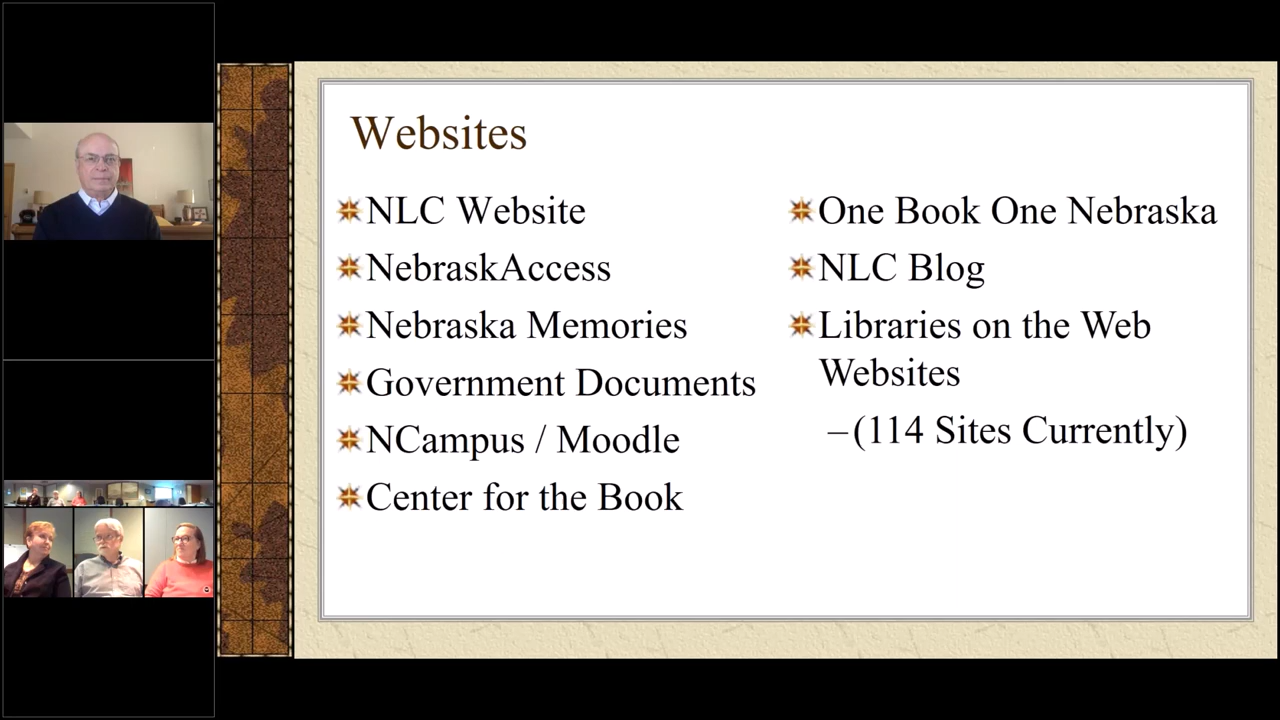 Websites
NLC Website
NebraskAccess
Nebraska Memories
Government Documents
NCampus / Moodle
Center for the Book
One Book One Nebraska
NLC Blog
Libraries on the Web
Websites
–(114 Sites Currently)